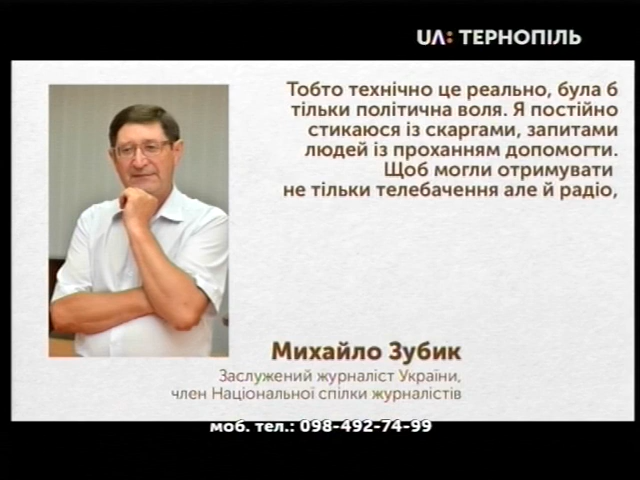 UA: ТЕРНОПІЛЬ
Тобто технічно це реально, була б
тільки політична воля. Я постійно
стикаюся із скаргами, запитами
людей із проханням допомогти.
Щоб могли отримувати
не тільки телебачення але й радіо,
Михайло Зубик
Заслужений журналіст України,
член Національної спілки журналістів
моб. тел.: 098-492-74-99